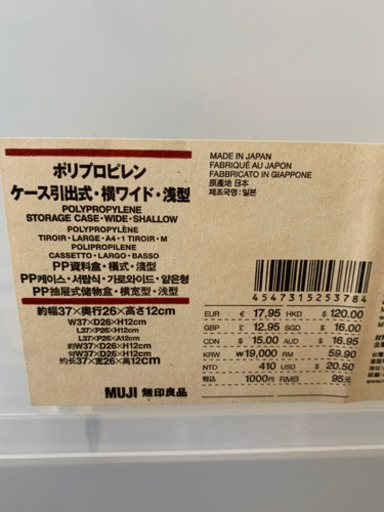 ポリプロピレン
ケース引出式・横ワイド・浅型
POLYPROPYLENE
STORAGE CASE・WIDE・SHALLOW
POLYPROPYLÈNE
TIROIR・LARGE・A4・1 TIROIR・M
POLIPROPILENE
CASSETTO・LARGO・BASSO
PP資料盒・橫式・淺型
PP케이스・서랍식・가로와이드・얕은형
PP抽屉式储物盒・横宽型・浅型
約幅37×奥行26×高さ12cm
W37×D26×H12cm
L37×P26×H12cm
L37×P26×A12cm
約W37×D26×H12cm
약W37×D26×H12cm
约长37×宽26×高12cm
MUJI 無印良品
MADE IN JAPAN
FABRIQUÉ AU JAPON
FABBRICATO IN GIAPPONE
原產地 日本
제조국명:일본
4547315253784
EUR € 17,95 HKD ⊕ 120.00
GBP £ 12.95 SGD ⊕ 16.00
CDN ⊕ 15.00 AUD ⊕ 16.95
KRW ₩19,000 RM 59.90
NTD 410 USD ⊕ 20.50
税込 1000円 RMB 95元